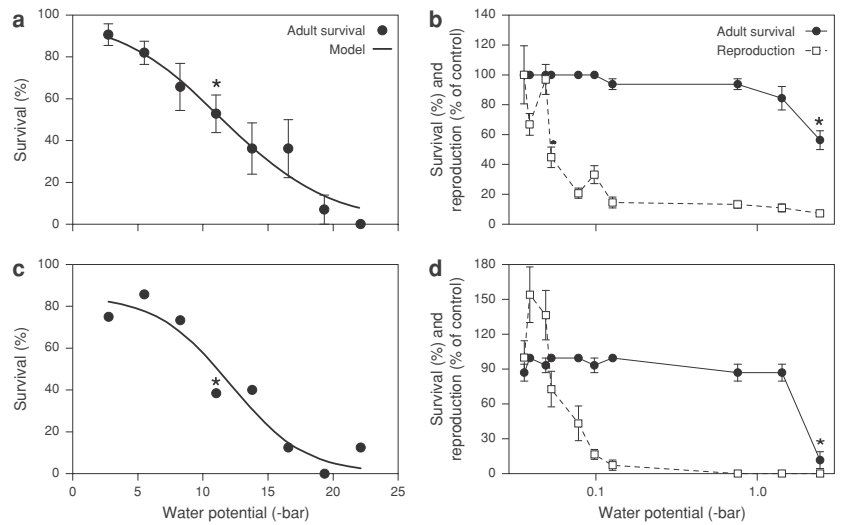 a
100
80
60
40
20
0
Survival (%)
Adult survival
Model
*
b
140
120
100
80
60
40
20
0
Survival (%) and
reproduction (% of control)
Adult survival
Reproduction
*
c
100
80
60
40
20
0
Survival (%)
*
0 5 10 15 20 25
Water potential (-bar)
d
180
150
120
90
60
30
0
Survival (%) and
reproduction (% of control)
*
0.1 1.0
Water potential (-bar)